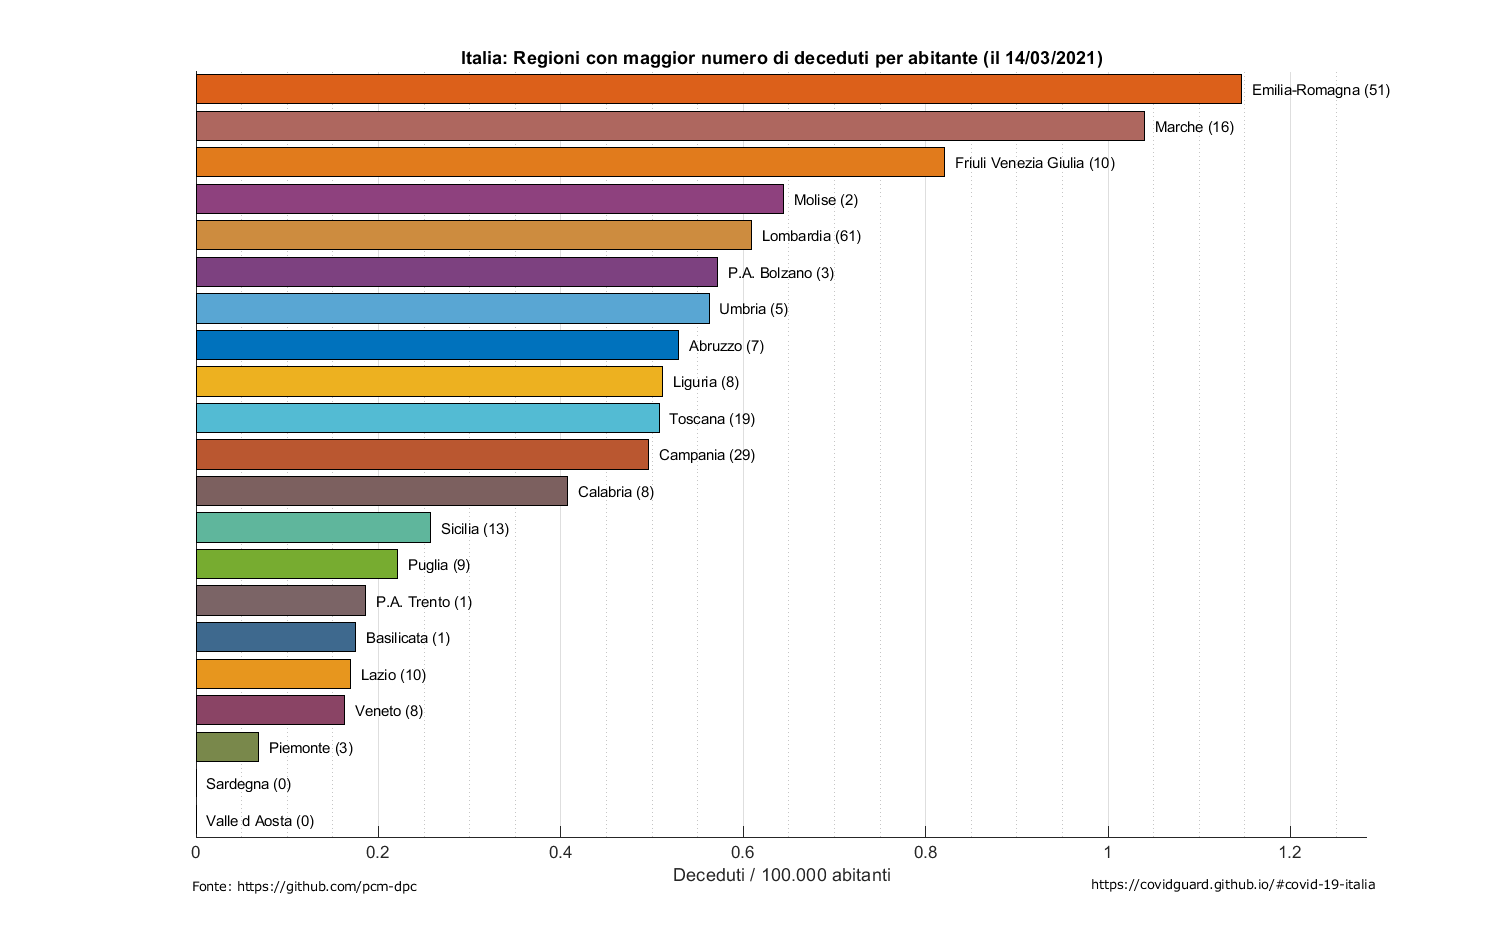 Italia: Regioni con maggior numero di deceduti per abitante (il 14/03/2021)
Emilia-Romagna (51)
Marche (16)
Friuli Venezia Giulia (10)
Molise (2)
Lombardia (61)
P.A. Bolzano (3)
Umbria (5)
Abruzzo (7)
Liguria (8)
Toscana (19)
Campania (29)
Calabria (8)
Sicilia (13)
Puglia (9)
P.A. Trento (1)
Basilicata (1)
Lazio (10)
Veneto (8)
Piemonte (3)
Sardegna (0)
Valle d Aosta (0)
0 0.2 0.4 0.6 0.8 1 1.2
Deceduti / 100.000 abitanti
Fonte: https://github.com/pcm-dpc
https://covidguard.github.io/#covid-19-italia